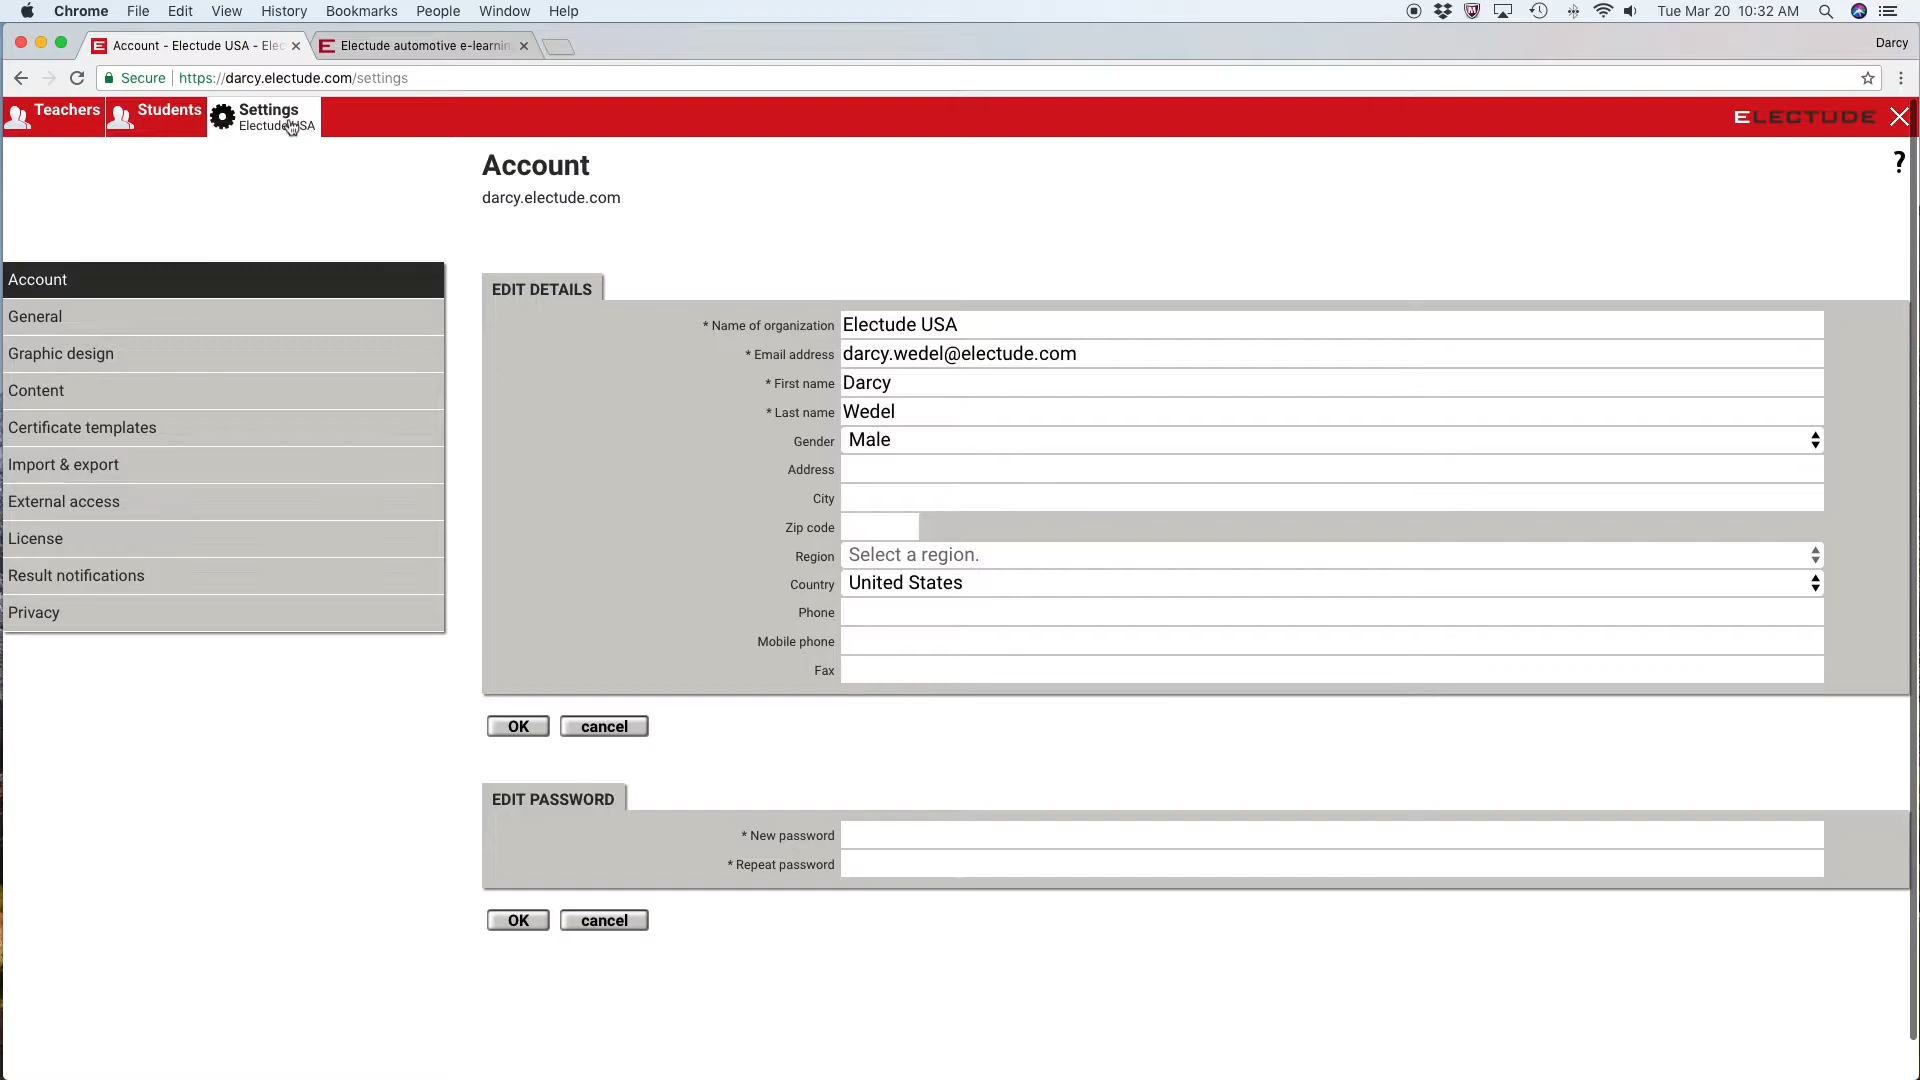 Chrome File Edit View History Bookmarks People Window Help Tue Mar 20 10:32 AM
Account - Electude USA - Elec Electude automotive e-learnin Darcy
Secure https://darcy.electude.com/settings
Teachers Students Settings
Electude USA
ELECTUDE
Account
?
darcy.electude.com
Account
General
Graphic design
Content
Certificate templates
Import & export
External access
License
Result notifications
Privacy
EDIT DETAILS
* Name of organization Electude USA
* Email address darcy.wedel@electude.com
* First name Darcy
* Last name Wedel
Gender Male
Address
City
Zip code
Region Select a region.
Country United States
Phone
Mobile phone
Fax
OK cancel
EDIT PASSWORD
* New password
* Repeat password
OK cancel